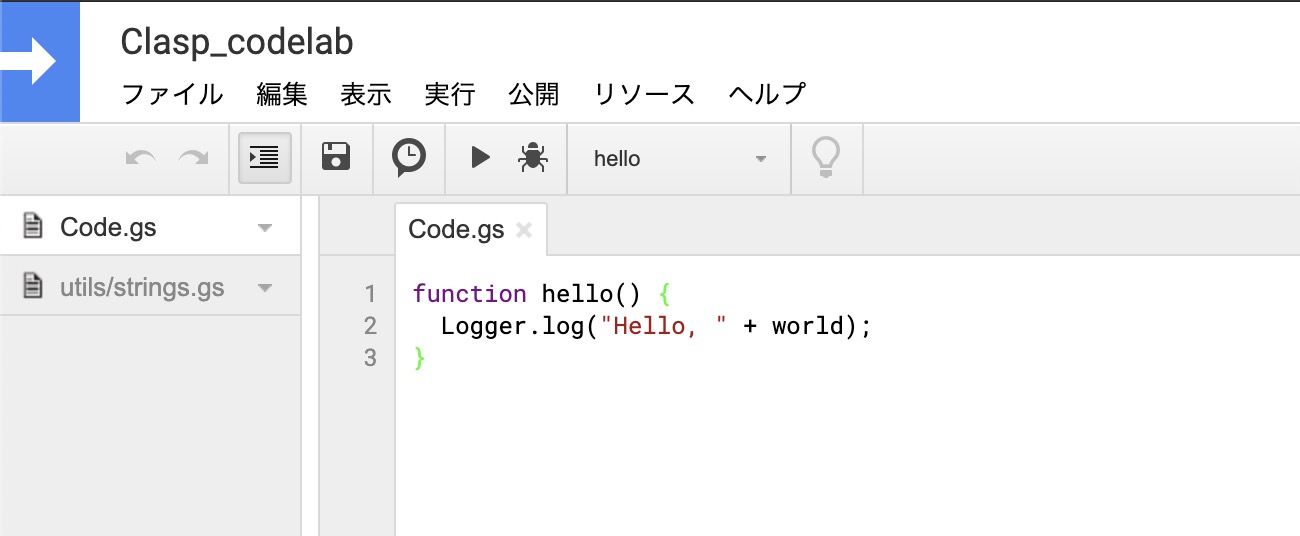 Clasp_codelab
ファイル 編集 表示 実行 公開 リソース ヘルプ
hello
Code.gs
utils/strings.gs
Code.gs
1 function hello() {
2 Logger.log("Hello, " + world);
3 }